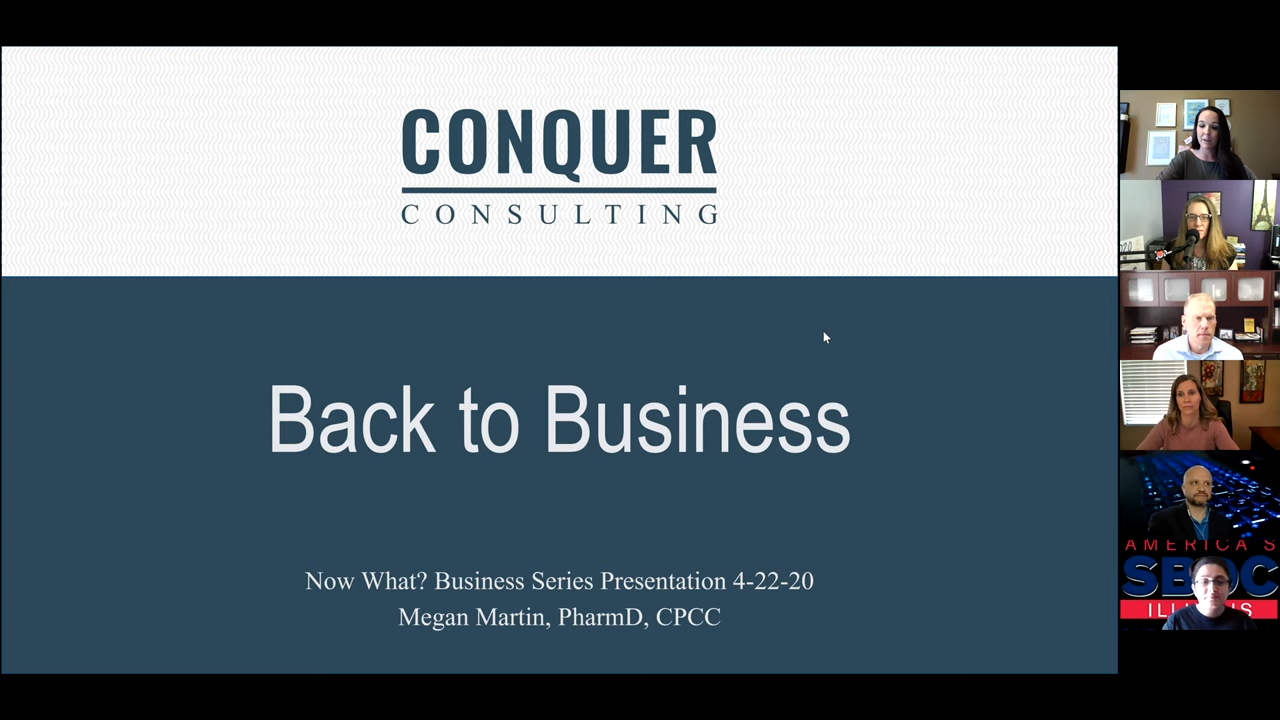 CONQUER
CONSULTING
Back to Business
Now What? Business Series Presentation 4-22-20
Megan Martin, PharmD, CPCC
AMERICA'S
SBDC